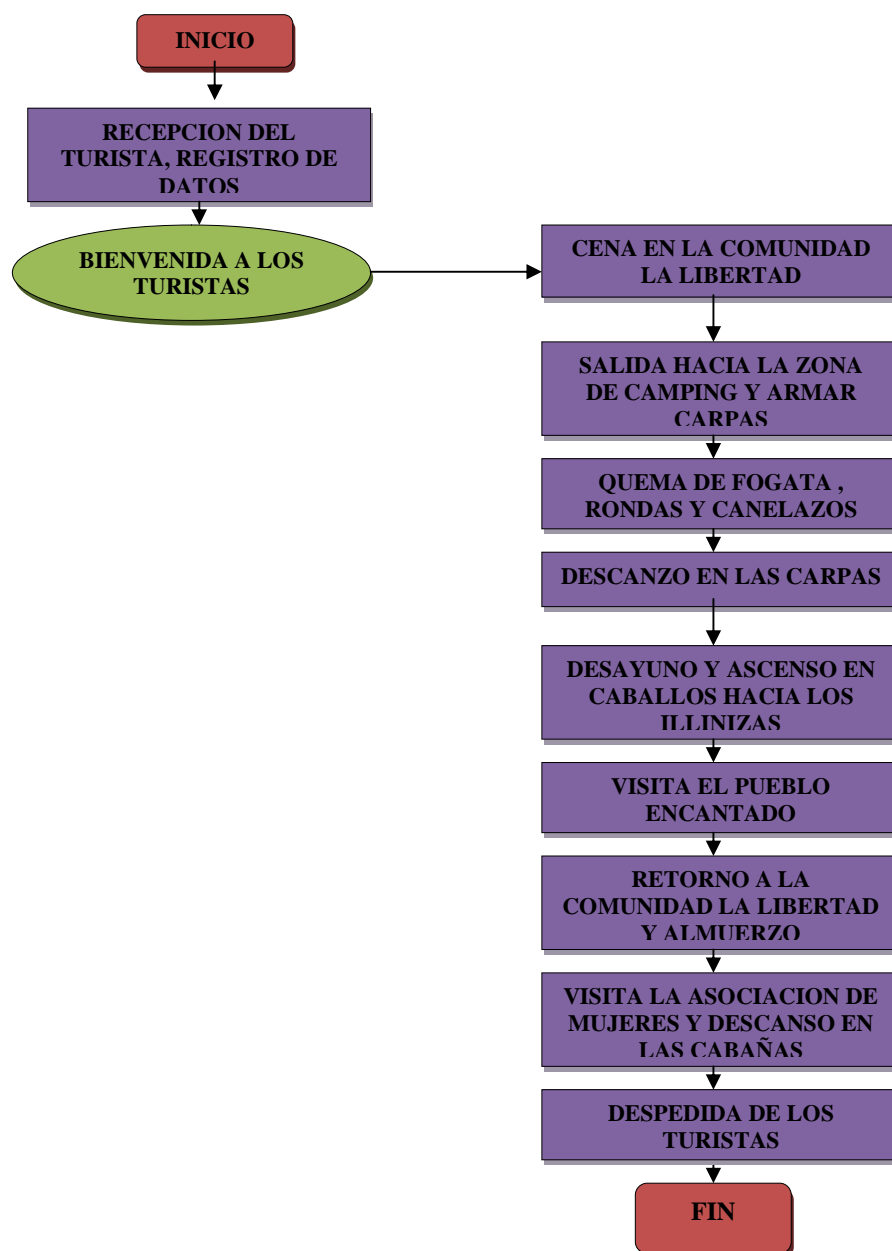 INICIO
RECEPCION DEL
TURISTA, REGISTRO DE
DATOS
BIENVENIDA A LOS
TURISTAS
CENA EN LA COMUNIDAD
LA LIBERTAD
SALIDA HACIA LA ZONA
DE CAMPING Y ARMAR
CARPAS
QUEMA DE FOGATA ,
RONDAS Y CANELAZOS
DESCANZO EN LAS CARPAS
DESAYUNO Y ASCENSO EN
CABALLOS HACIA LOS
ILLINIZAS
VISITA EL PUEBLO
ENCANTADO
RETORNO A LA
COMUNIDAD LA LIBERTAD
Y ALMUERZO
VISITA LA ASOCIACION DE
MUJERES Y DESCANSO EN
LAS CABAÑAS
DESPEDIDA DE LOS
TURISTAS
FIN